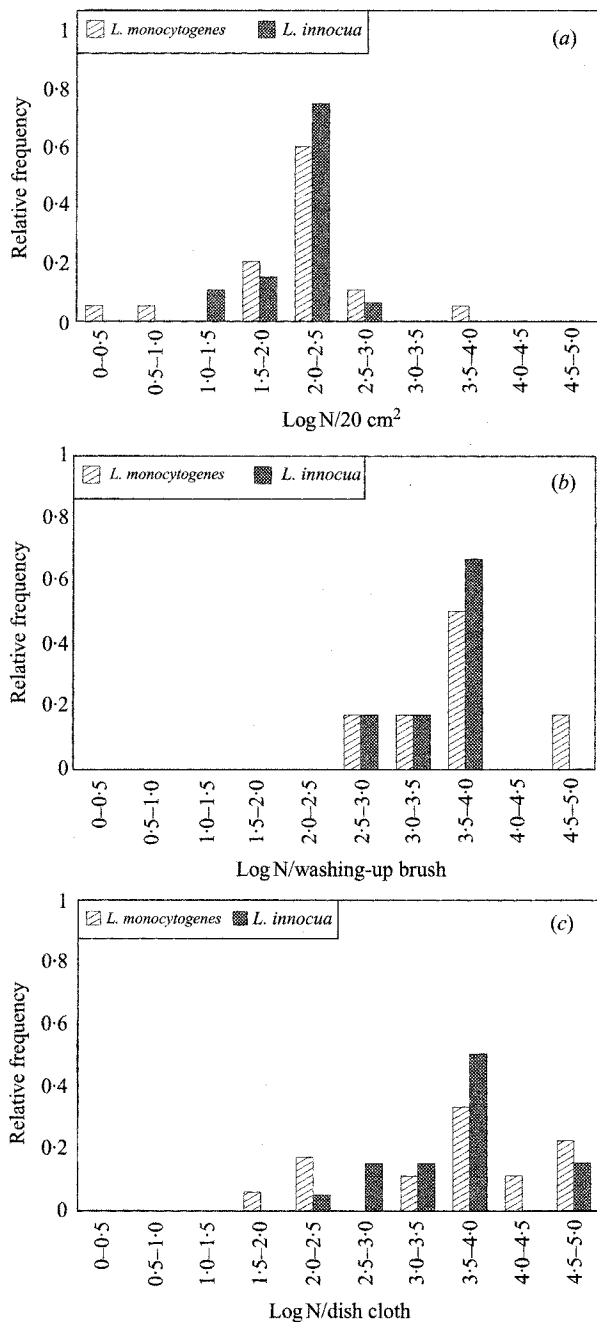 1
L. monocytogenes L. innocua (a)
0·8
0·6
0·4
0·2
0
Relative frequency
0–0·5 0·5–1·0 1·0–1·5 1·5–2·0 2·0–2·5 2·5–3·0 3·0–3·5 3·5–4·0 4·0–4·5 4·5–5·0
Log N/20 cm²
1
L. monocytogenes L. innocua (b)
0·8
0·6
0·4
0·2
0
Relative frequency
0–0·5 0·5–1·0 1·0–1·5 1·5–2·0 2·0–2·5 2·5–3·0 3·0–3·5 3·5–4·0 4·0–4·5 4·5–5·0
Log N/washing-up brush
1
L. monocytogenes L. innocua (c)
0·8
0·6
0·4
0·2
0
Relative frequency
0–0·5 0·5–1·0 1·0–1·5 1·5–2·0 2·0–2·5 2·5–3·0 3·0–3·5 3·5–4·0 4·0–4·5 4·5–5·0
Log N/dish cloth